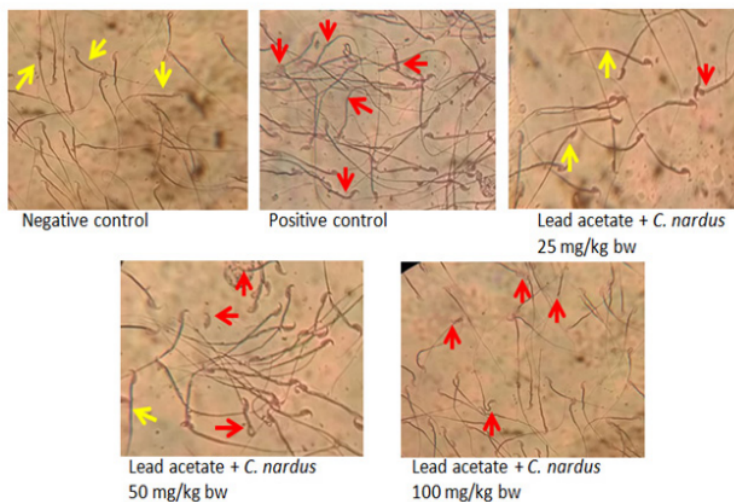 Negative control
Positive control
Lead acetate + C. nardus
25 mg/kg bw
Lead acetate + C. nardus
50 mg/kg bw
Lead acetate + C. nardus
100 mg/kg bw